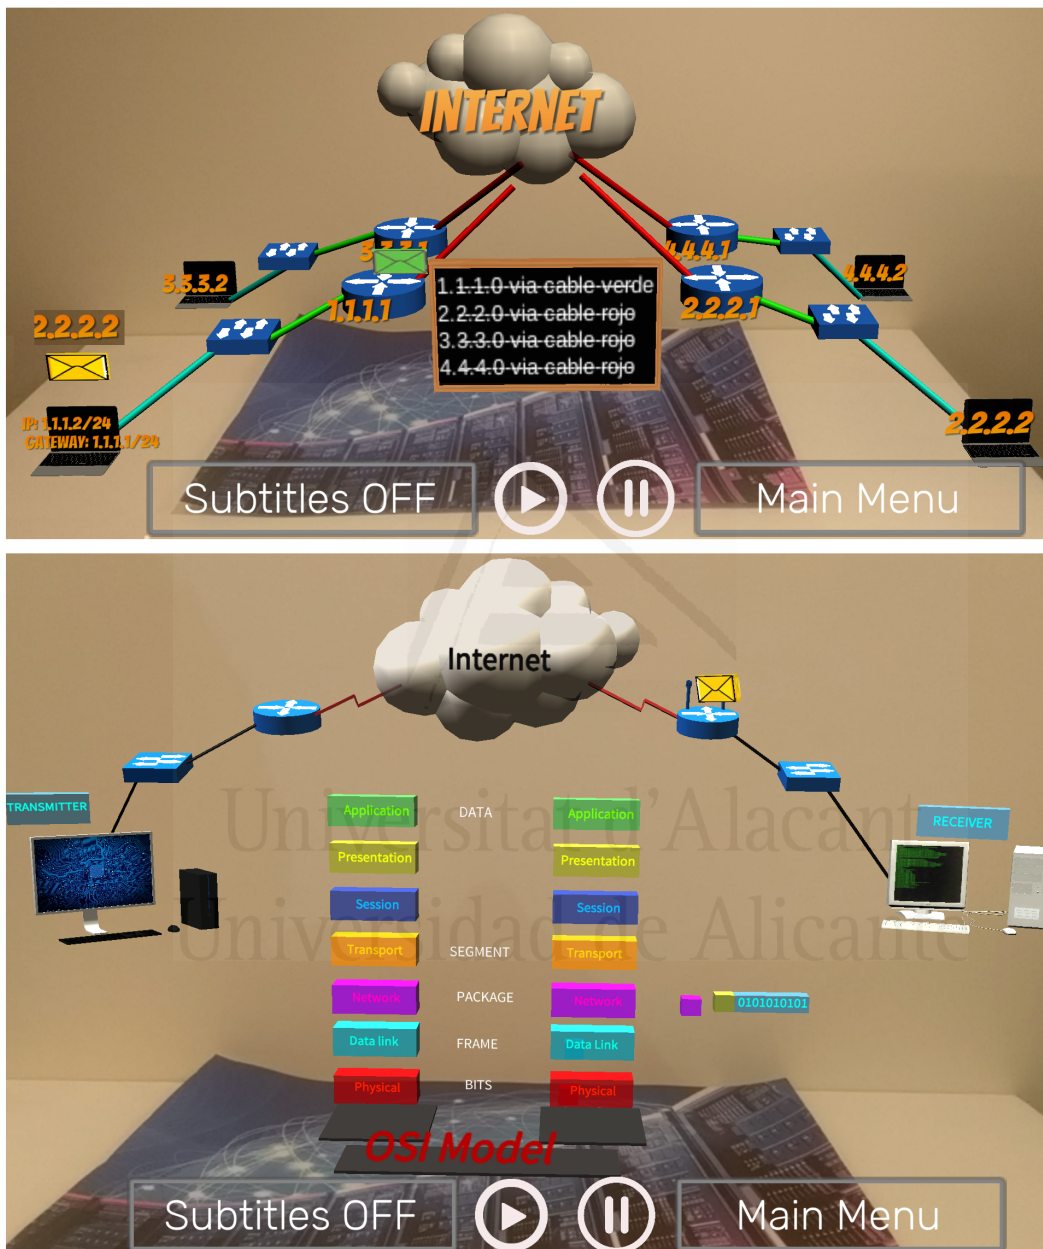 INTERNET
3.3.3.1
4.4.4.1
3.3.3.2
4.4.4.2
1.1.1.1
2.2.2.1
1.1.1.0 via cable verde
2.2.2.0 via cable rojo
3.3.3.0 via cable rojo
4.4.4.0 via cable rojo
2.2.2.2
IP: 1.1.1.2/24
GATEWAY: 1.1.1.1/24
2.2.2.2
Subtitles OFF
Main Menu
Internet
TRANSMITTER
RECEIVER
Application DATA Application
Presentation Presentation
Session Session
Transport SEGMENT Transport
Network PACKAGE Network
0101010101
Data link FRAME Data Link
Physical BITS Physical
OSI Model
Subtitles OFF
Main Menu
Universitat d'Alacant
Universidad de Alicante